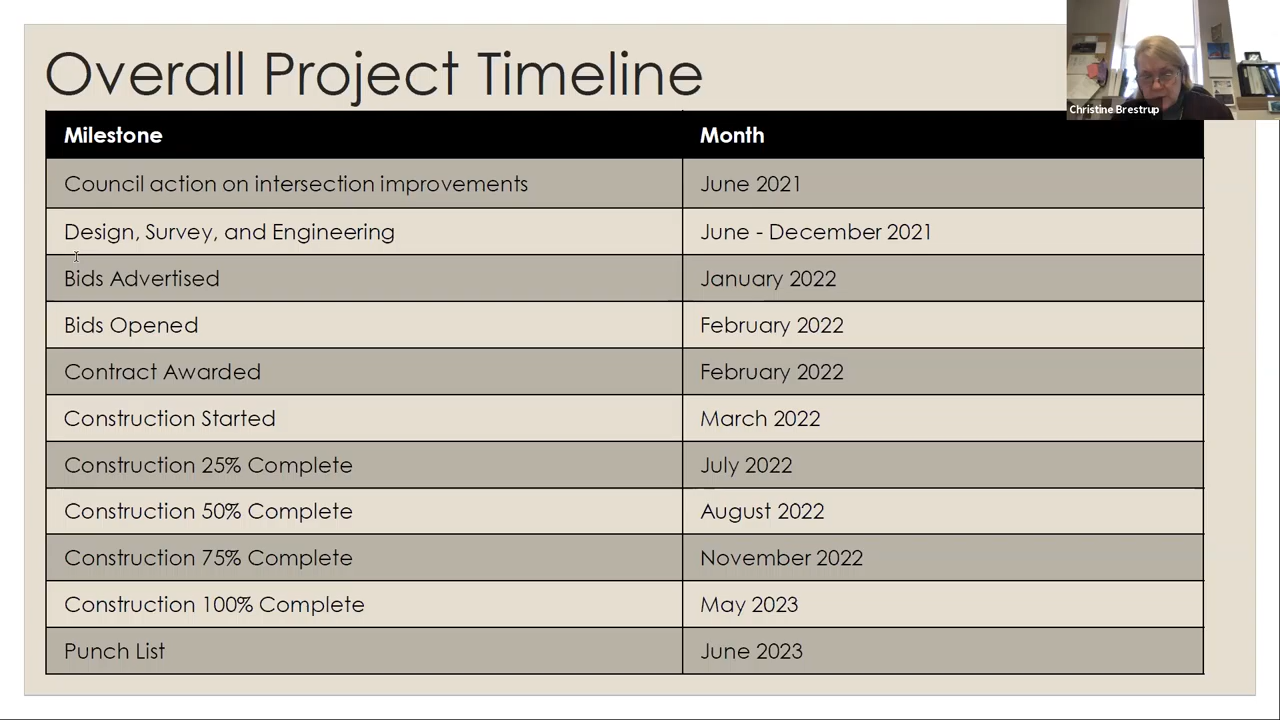 Overall Project Timeline
Christine Brestrup
Milestone Month
Council action on intersection improvements June 2021
Design, Survey, and Engineering June - December 2021
Bids Advertised January 2022
Bids Opened February 2022
Contract Awarded February 2022
Construction Started March 2022
Construction 25% Complete July 2022
Construction 50% Complete August 2022
Construction 75% Complete November 2022
Construction 100% Complete May 2023
Punch List June 2023